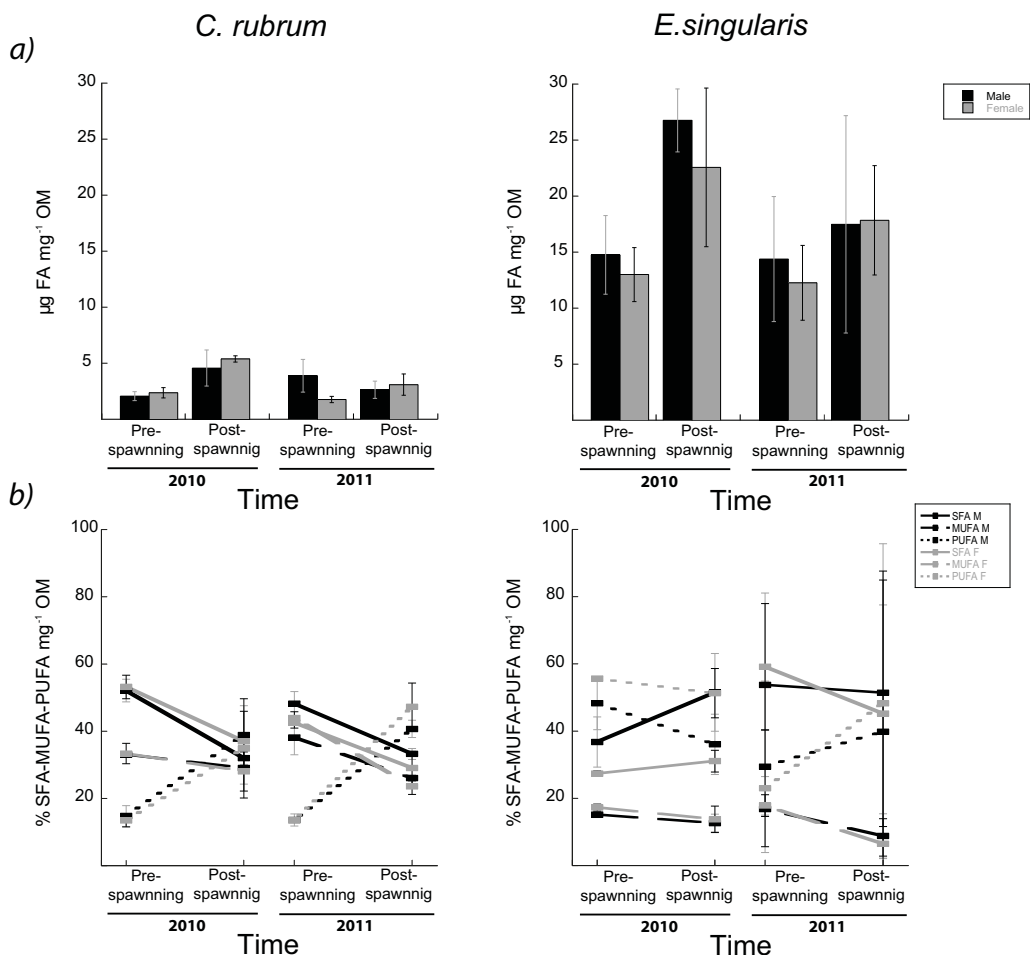 C. rubrum
E.singularis
a)
30
25
20
15
10
5
µg FA mg⁻¹ OM
Pre-
spawnning
Post-
spawnnig
Pre-
spawnning
Post-
spawnnig
2010
2011
Time
30
25
20
15
10
5
µg FA mg⁻¹ OM
Pre-
spawnning
Post-
spawnnig
Pre-
spawnning
Post-
spawnnig
2010
2011
Time
Male
Female
b)
100
80
60
40
20
% SFA-MUFA-PUFA mg⁻¹ OM
Pre-
spawnning
Post-
spawnnig
Pre-
spawnning
Post-
spawnnig
2010
2011
Time
100
80
60
40
20
% SFA-MUFA-PUFA mg⁻¹ OM
Pre-
spawnning
Post-
spawnnig
Pre-
spawnning
Post-
spawnnig
2010
2011
Time
SFA M
MUFA M
PUFA M
SFA F
MUFA F
PUFA F